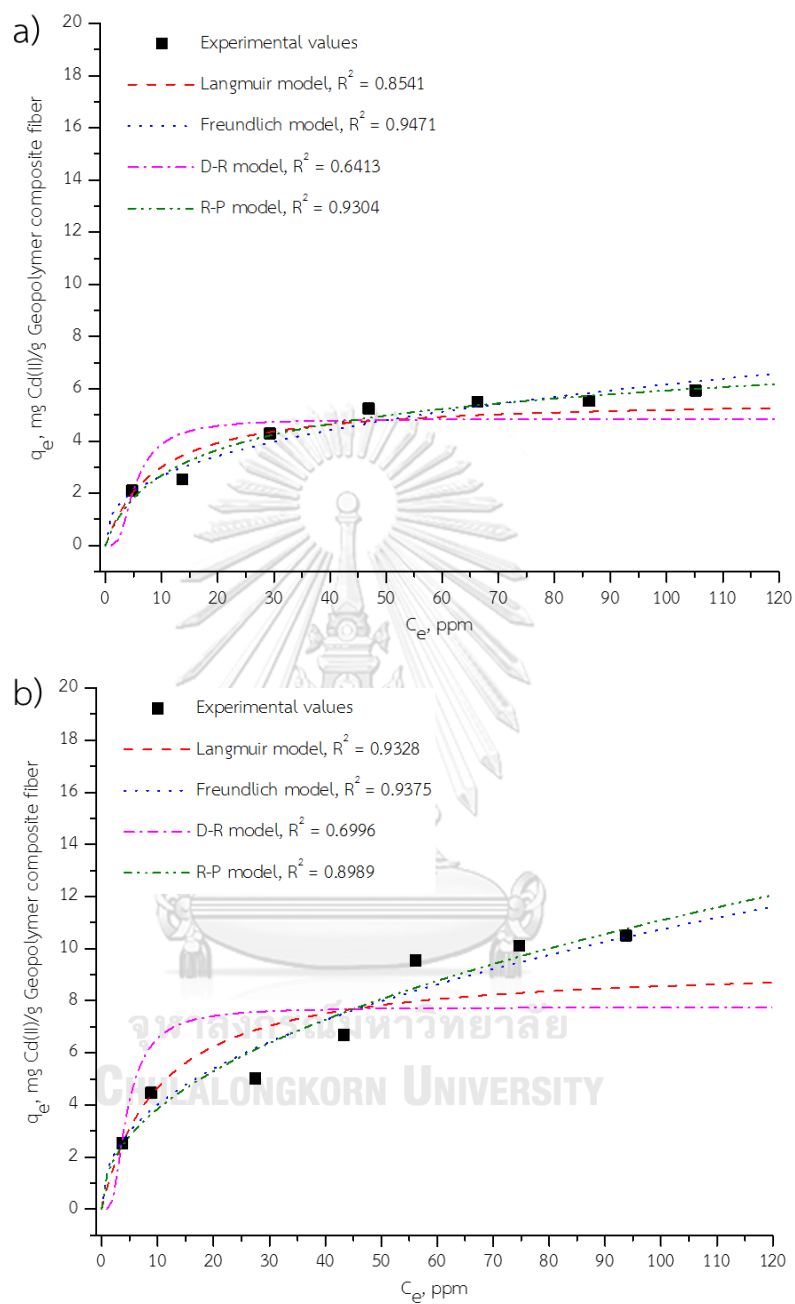 a)
20
18
16
14
12
10
8
6
4
2
0
qe, mg Cd(II)/g Geopolymer composite fiber
Experimental values
Langmuir model, R² = 0.8541
Freundlich model, R² = 0.9471
D-R model, R² = 0.6413
R-P model, R² = 0.9304
0 10 20 30 40 50 60 70 80 90 100 110 120
Ce, ppm
b)
20
18
16
14
12
10
8
6
4
2
0
qe, mg Cd(II)/g Geopolymer composite fiber
Experimental values
Langmuir model, R² = 0.9328
Freundlich model, R² = 0.9375
D-R model, R² = 0.6996
R-P model, R² = 0.8989
จุฬาลงกรณ์มหาวิทยาลัย
CHULALONGKORN UNIVERSITY
0 10 20 30 40 50 60 70 80 90 100 110 120
Ce, ppm